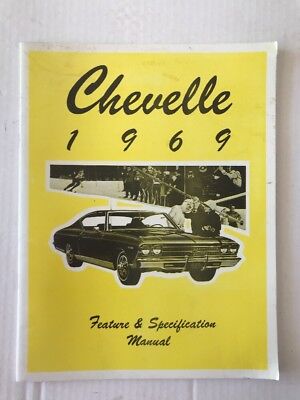 Chevelle
1969
Feature & Specification
Manual